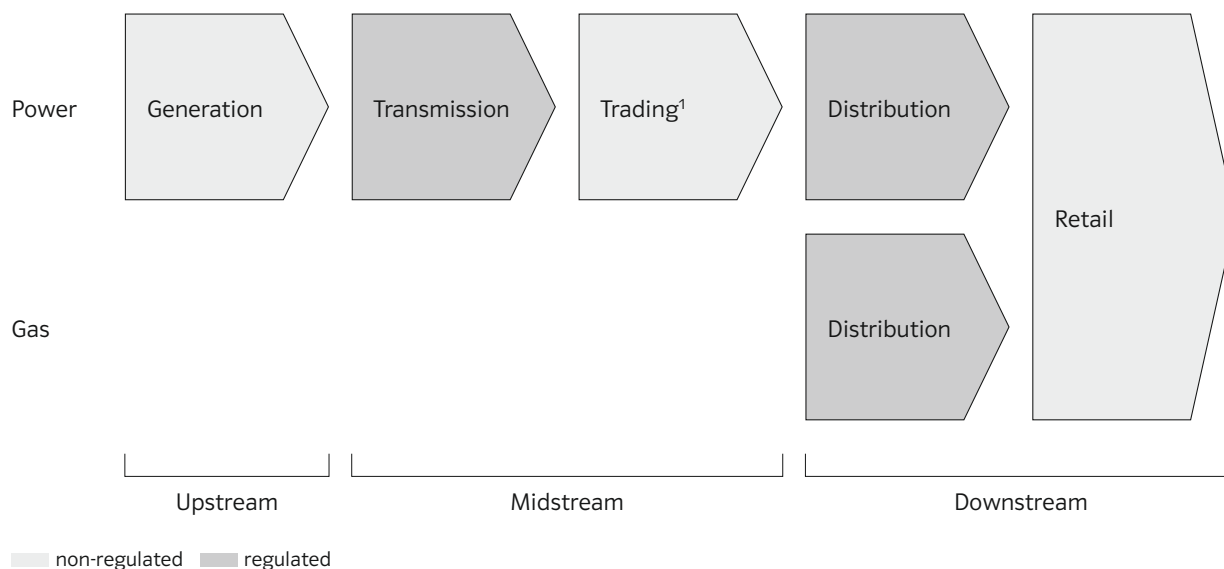 Power
Generation
Transmission
Trading¹
Distribution
Retail
Gas
Distribution
Upstream
Midstream
Downstream
non-regulated
regulated